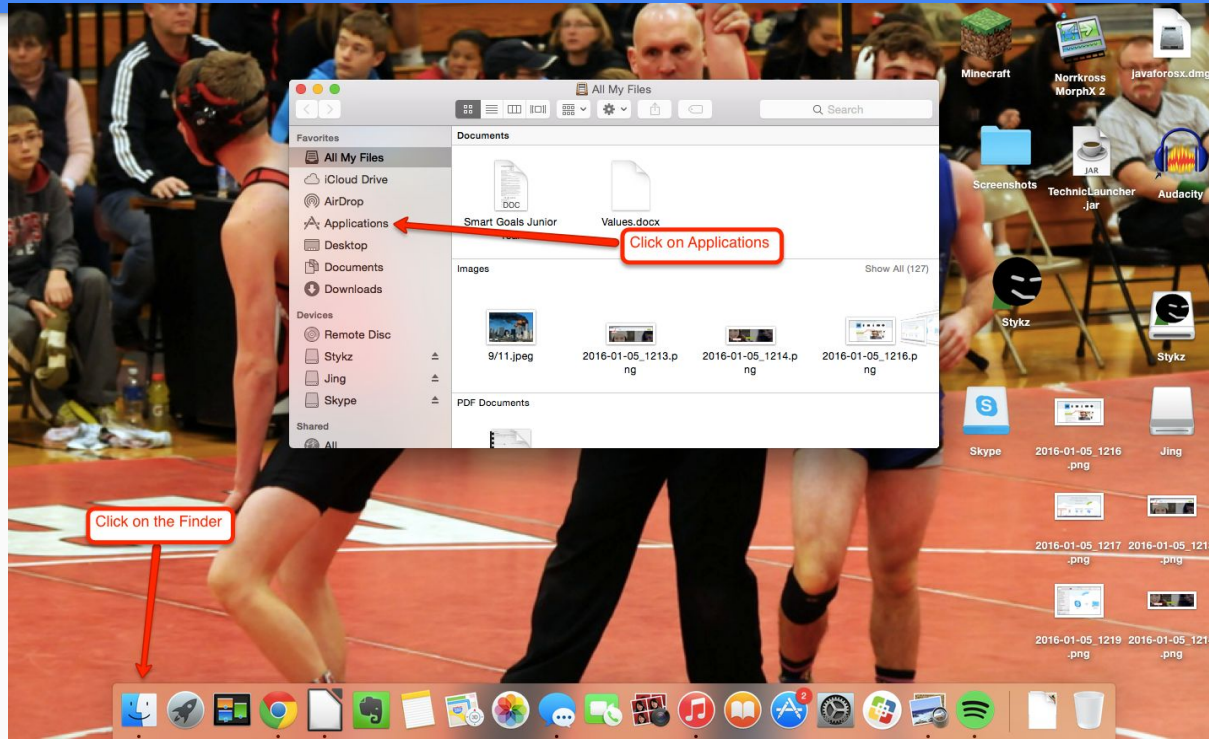 All My Files
Search
Favorites
All My Files
iCloud Drive
AirDrop
Applications
Desktop
Documents
Downloads
Devices
Remote Disc
Stykz
Jing
Skype
Shared
All
Documents
DOC
Smart Goals Junior
Values.docx
Click on Applications
Images
Show All (127)
9/11.jpeg
2016-01-05_1213.p
ng
2016-01-05_1214.p
ng
2016-01-05_1216.p
ng
PDF Documents
Minecraft
Norrkross
MorphX 2
javaforosx.dmg
Screenshots
JAR
TechnicLauncher
.jar
Audacity
Stykz
Stykz
Skype
2016-01-05_1216
.png
Jing
2016-01-05_1217
.png
2016-01-05_121
.png
2016-01-05_1219
.png
2016-01-05_121
.png
Click on the Finder
2